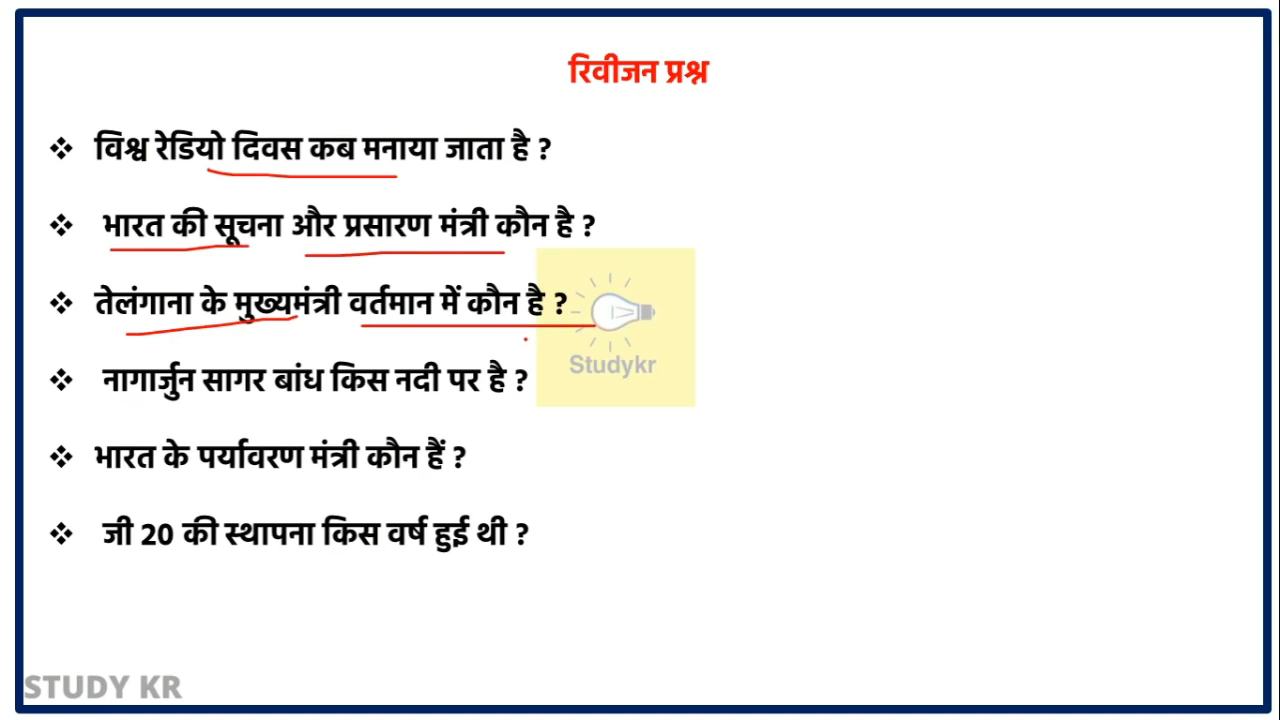 रिवीजन प्रश्न
❖ विश्व रेडियो दिवस कब मनाया जाता है ?
❖ भारत की सूचना और प्रसारण मंत्री कौन है ?
❖ तेलंगाना के मुख्यमंत्री वर्तमान में कौन है ?
❖ नागार्जुन सागर बांध किस नदी पर है ?
❖ भारत के पर्यावरण मंत्री कौन हैं ?
❖ जी 20 की स्थापना किस वर्ष हुई थी ?
Studykr
STUDY KR